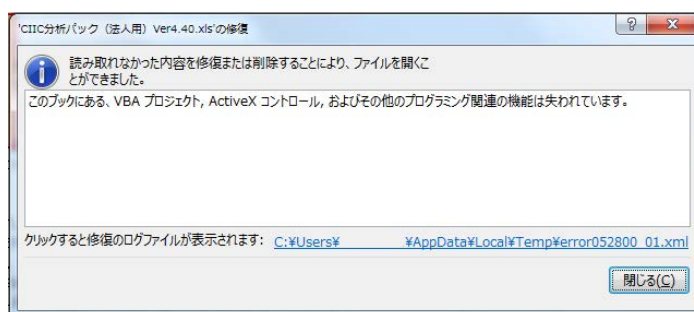 'CIIC分析パック（法人用）Ver4.40.xls'の修復
読み取れなかった内容を修復または削除することにより、ファイルを開くこ
とができました。
このブックにある、VBA プロジェクト, ActiveX コントロール, およびその他のプログラミング関連の機能は失われています。
クリックすると修復のログファイルが表示されます: C:¥Users¥ ¥AppData¥Local¥Temp¥error052800_01.xml
閉じる(C)